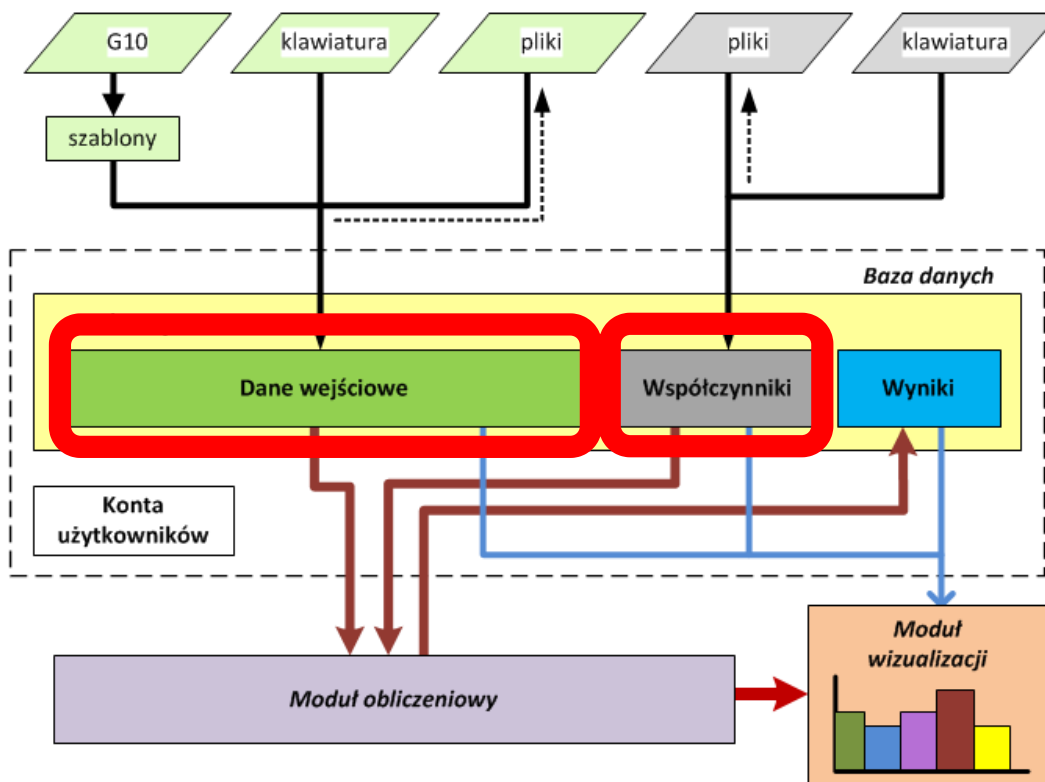 G10
klawiatura
pliki
pliki
klawiatura
szablony
Baza danych
Dane wejściowe
Współczynniki
Wyniki
Konta
użytkowników
Moduł
wizualizacji
Moduł obliczeniowy